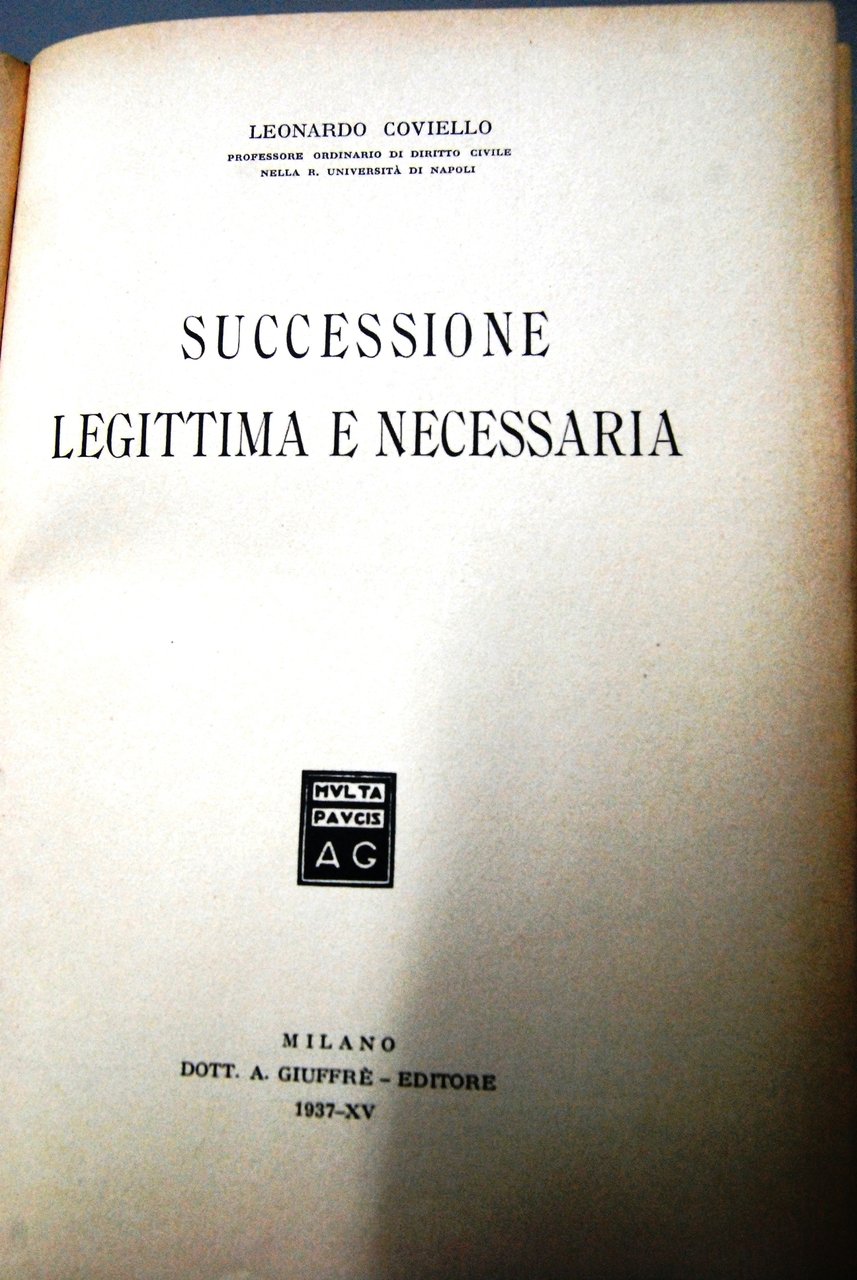 LEONARDO COVIELLO
PROFESSORE ORDINARIO DI DIRITTO CIVILE
NELLA R. UNIVERSITÀ DI NAPOLI
SUCCESSIONE
LEGITTIMA E NECESSARIA
MVLTA
PAVCIS
AG
MILANO
DOTT. A. GIUFFRÈ – EDITORE
1937–XV